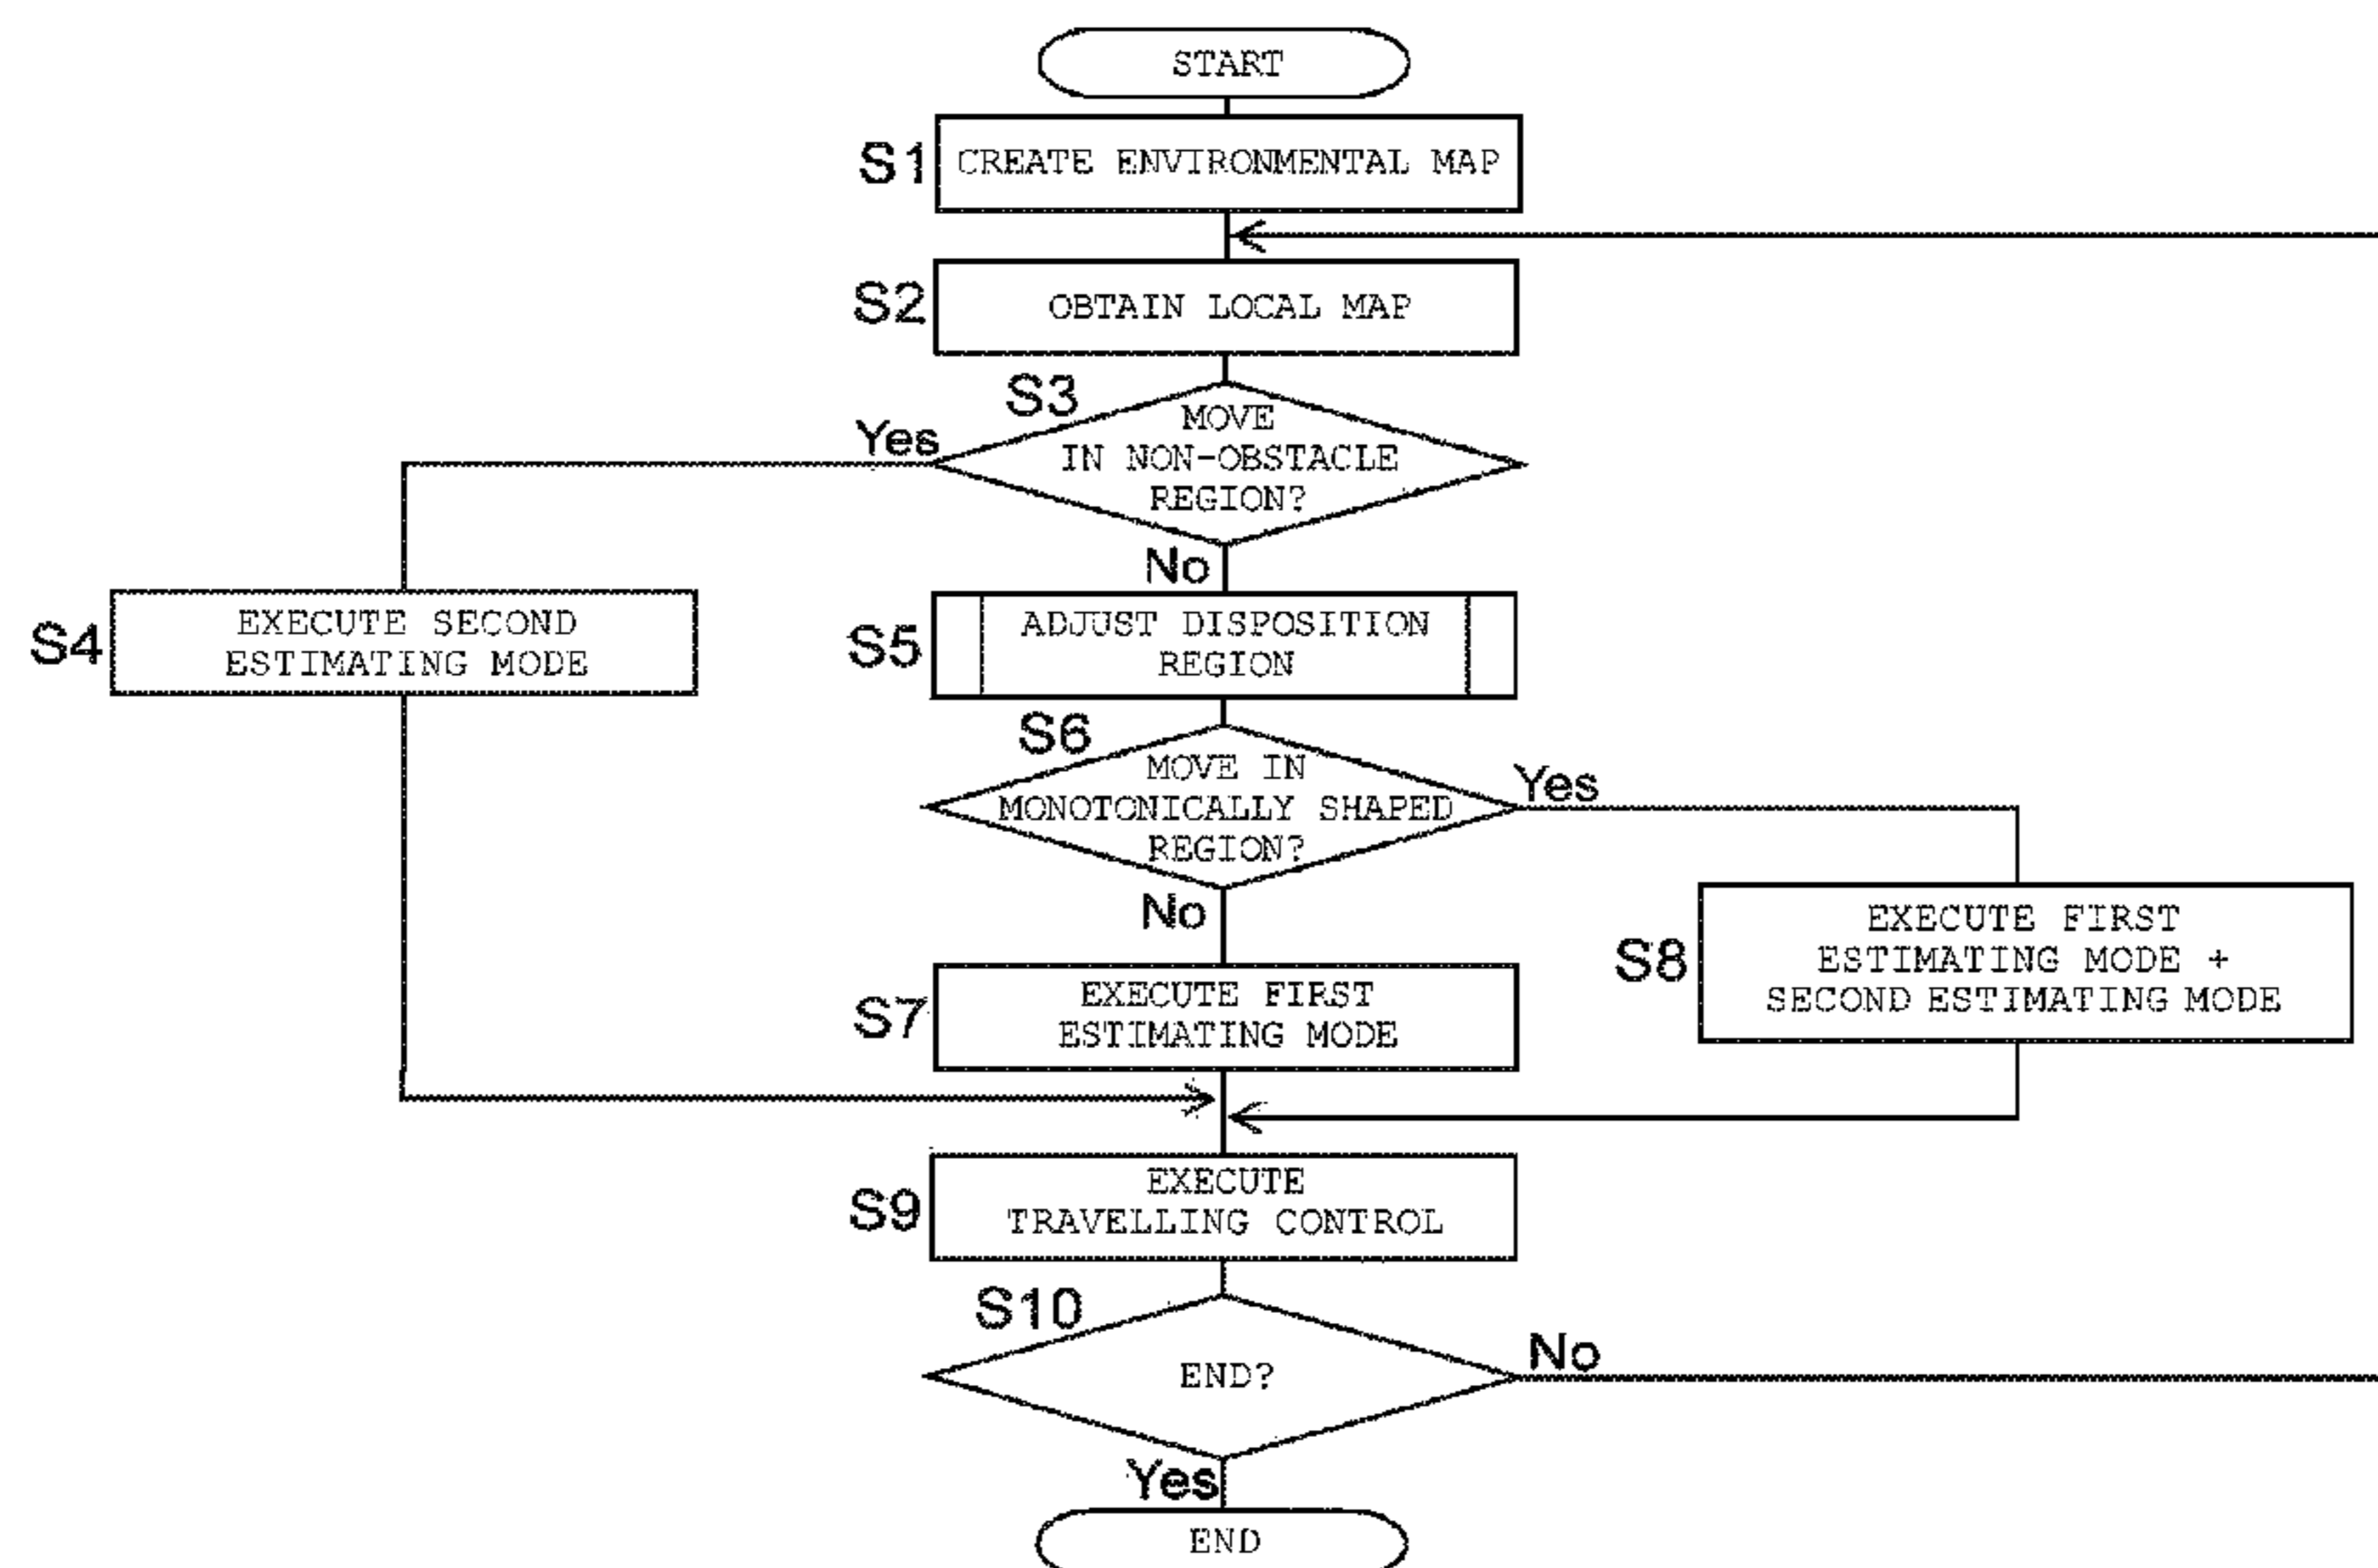 START
S1
CREATE ENVIRONMENTAL MAP
S2
OBTAIN LOCAL MAP
S3
MOVE
IN NON-OBSTACLE
REGION?
Yes
No
S4
EXECUTE SECOND
ESTIMATING MODE
S5
ADJUST DISPOSITION
REGION
S6
MOVE IN
MONOTONICALLY SHAPED
REGION?
Yes
No
S7
EXECUTE FIRST
ESTIMATING MODE
S8
EXECUTE FIRST
ESTIMATING MODE +
SECOND ESTIMATING MODE
S9
EXECUTE
TRAVELLING CONTROL
S10
END?
No
Yes
END